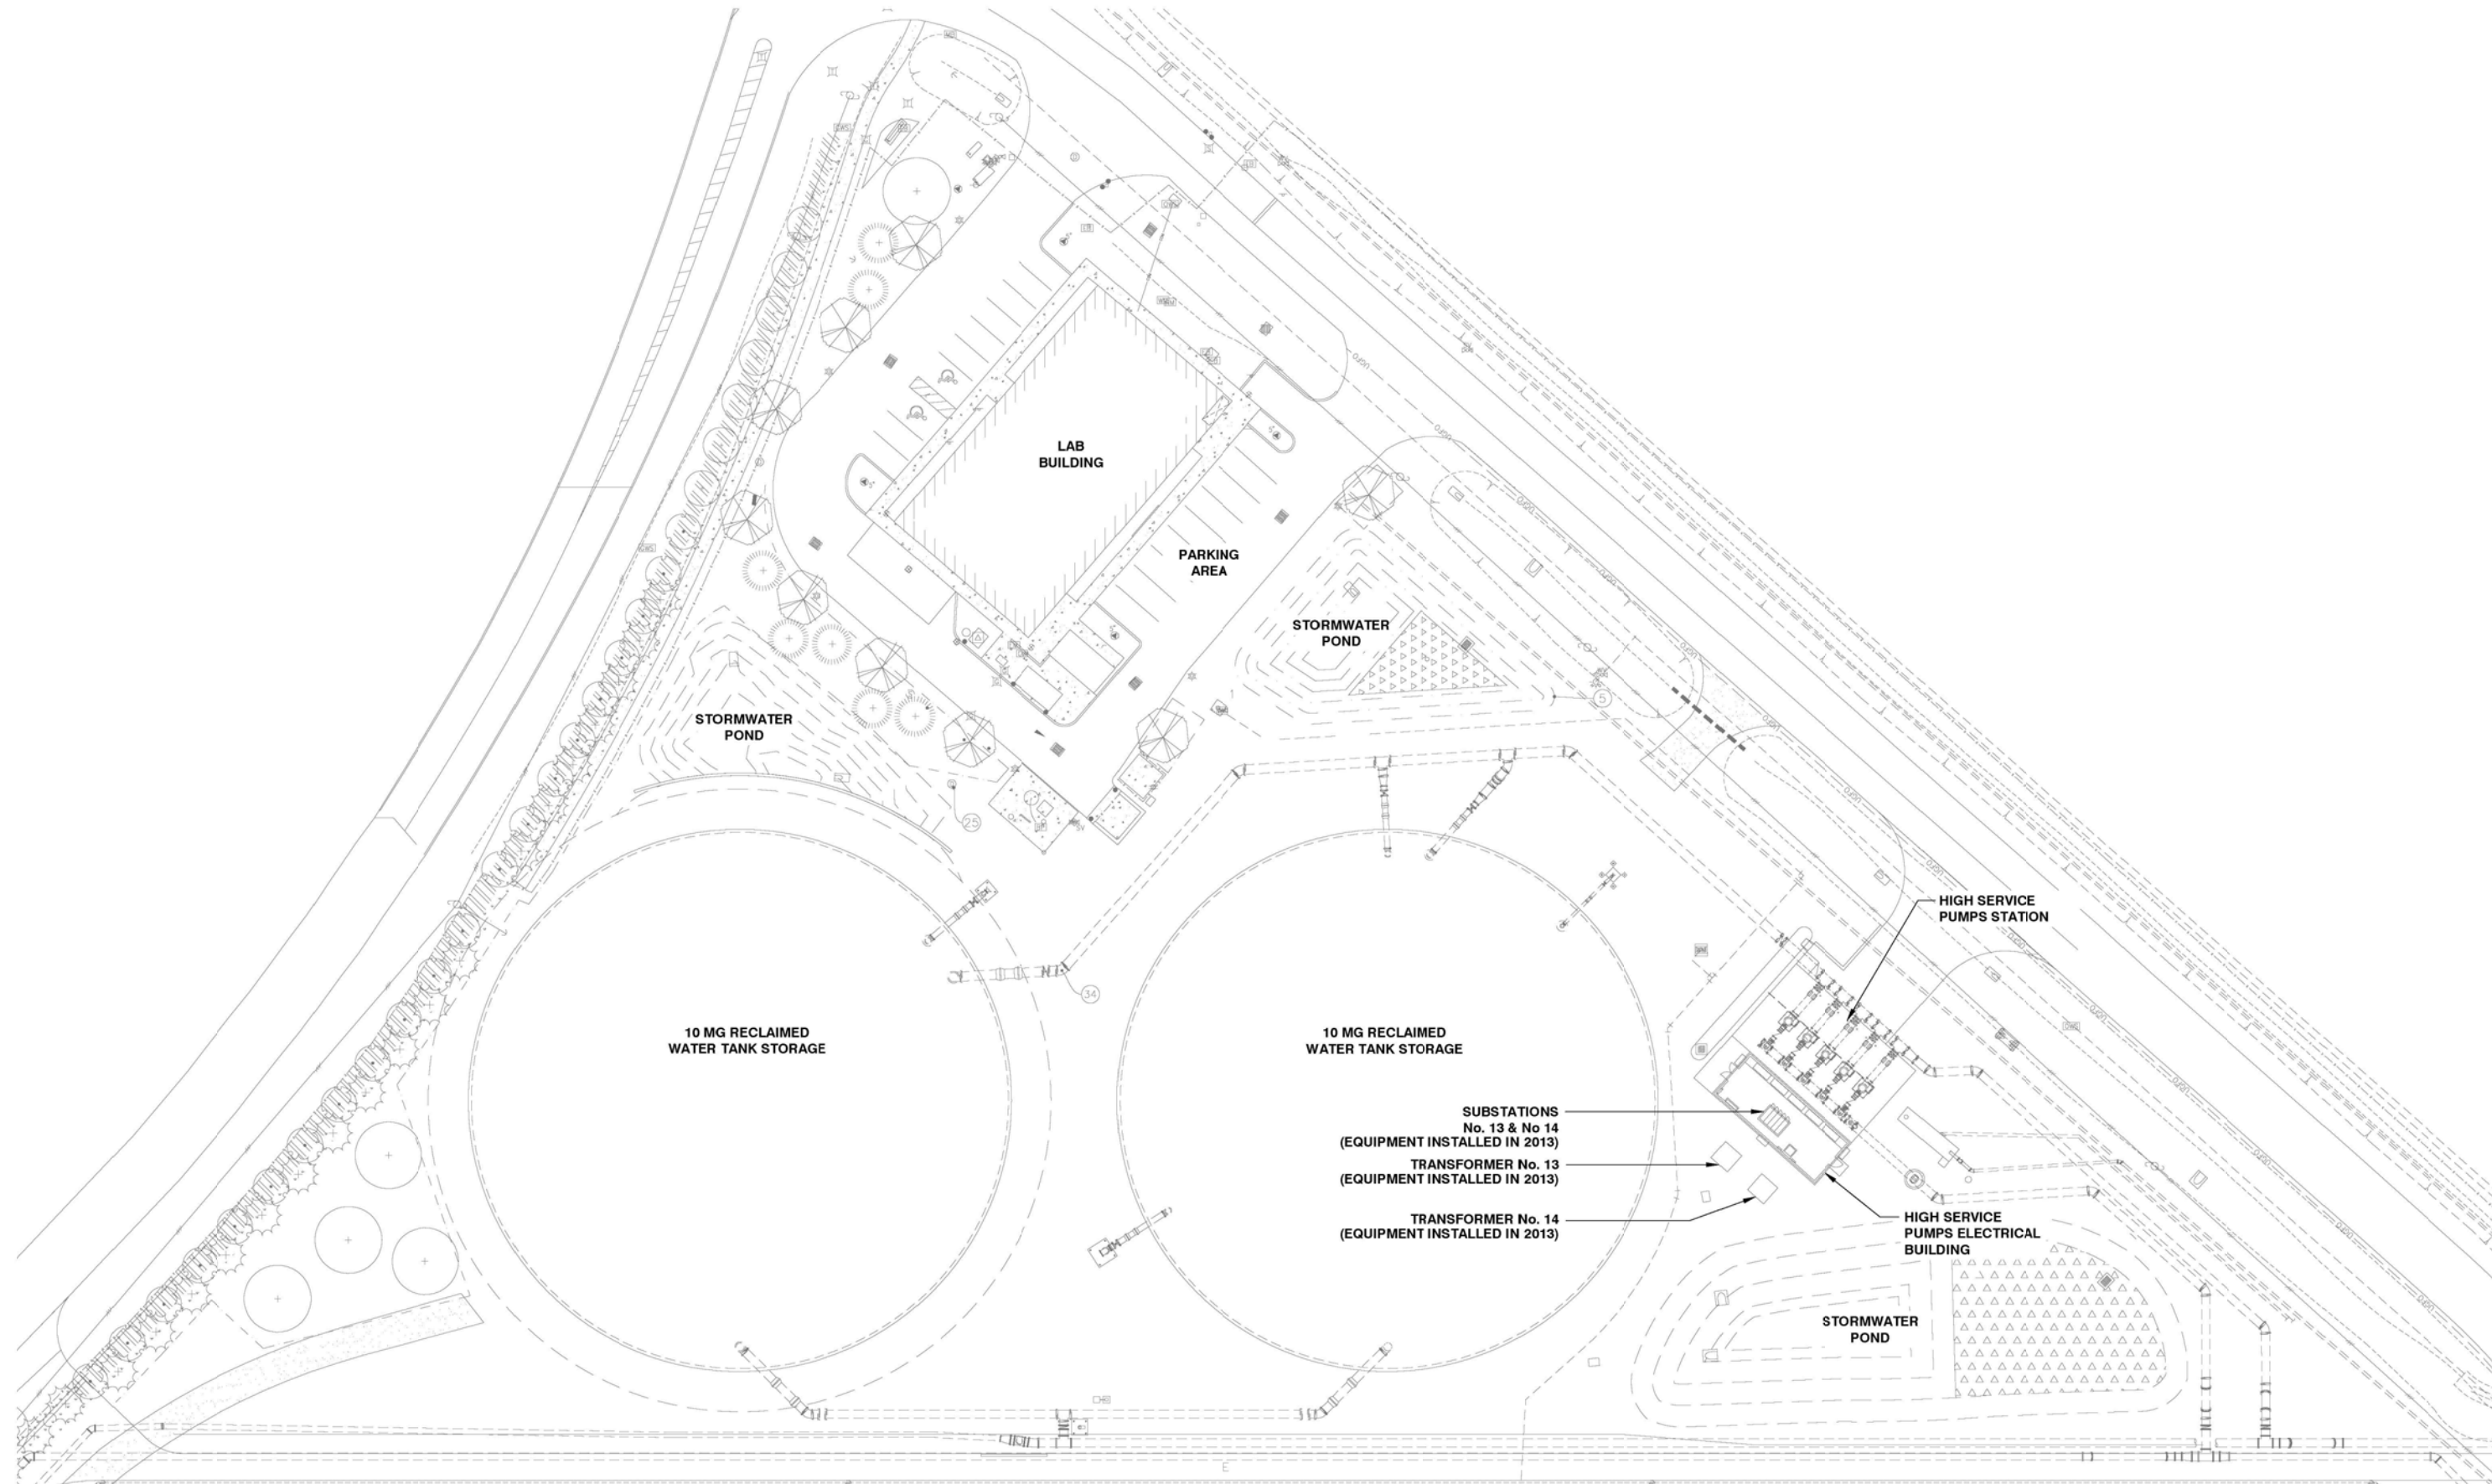 LAB
BUILDING
PARKING
AREA
STORMWATER
POND
5
STORMWATER
POND
25
HIGH SERVICE
PUMPS STATION
34
10 MG RECLAIMED
WATER TANK STORAGE
10 MG RECLAIMED
WATER TANK STORAGE
SUBSTATIONS
No. 13 & No 14
(EQUIPMENT INSTALLED IN 2013)
TRANSFORMER No. 13
(EQUIPMENT INSTALLED IN 2013)
TRANSFORMER No. 14
(EQUIPMENT INSTALLED IN 2013)
HIGH SERVICE
PUMPS ELECTRICAL
BUILDING
STORMWATER
POND
E